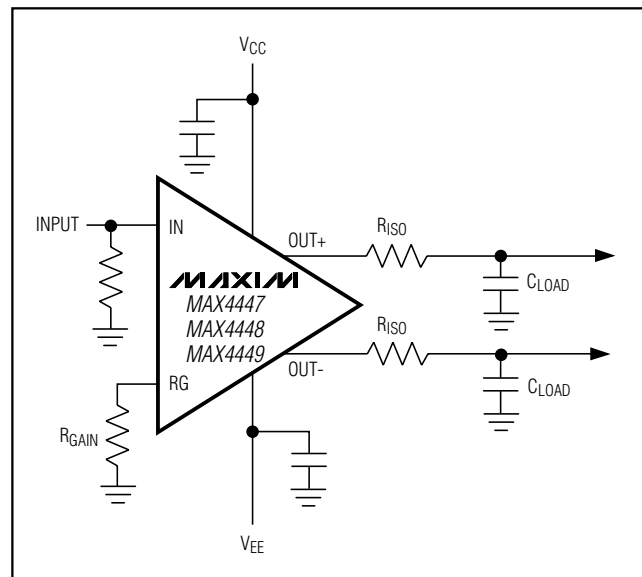 VCC
INPUT
IN
OUT+
RISO
CLOAD
MAXIM
MAX4447
MAX4448
MAX4449
RISO
OUT-
RG
CLOAD
RGAIN
VEE